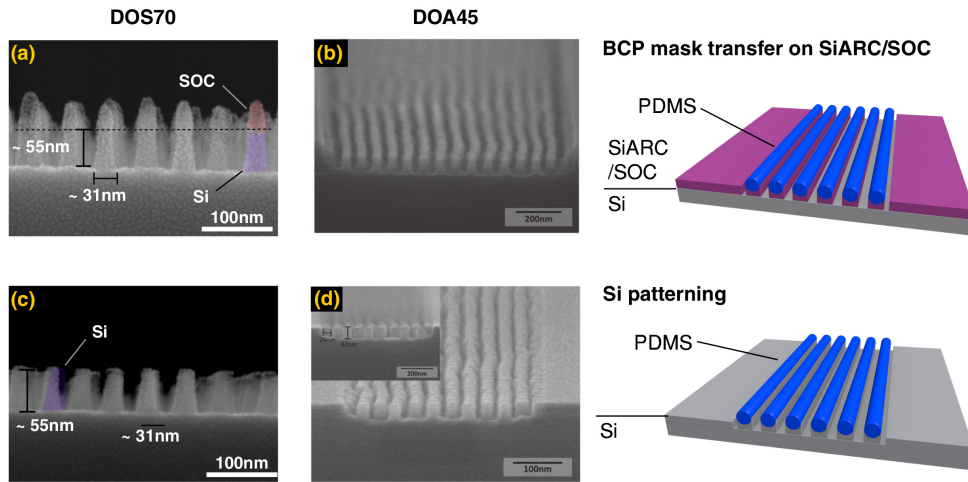 DOS70
DOA45
(a)
SOC
~ 55nm
~ 31nm
Si
100nm
(b)
200nm
BCP mask transfer on SiARC/SOC
PDMS
SiARC
/SOC
Si
(c)
Si
~ 55nm
~ 31nm
100nm
(d)
42nm
200nm
100nm
Si patterning
PDMS
Si